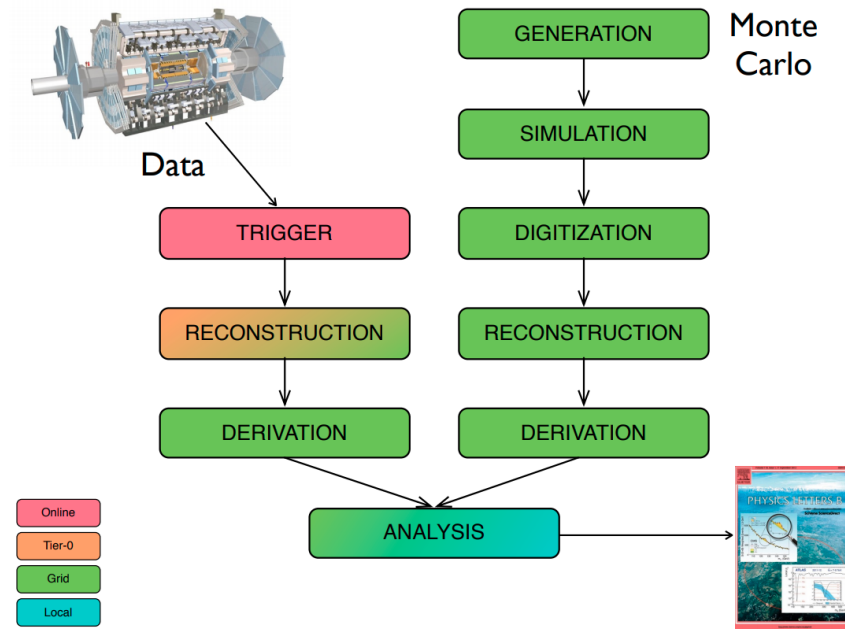 GENERATION
Monte
Carlo
SIMULATION
Data
TRIGGER
DIGITIZATION
RECONSTRUCTION
RECONSTRUCTION
DERIVATION
DERIVATION
ANALYSIS
Online
Tier-0
Grid
Local
PHYSICS LETTERS B